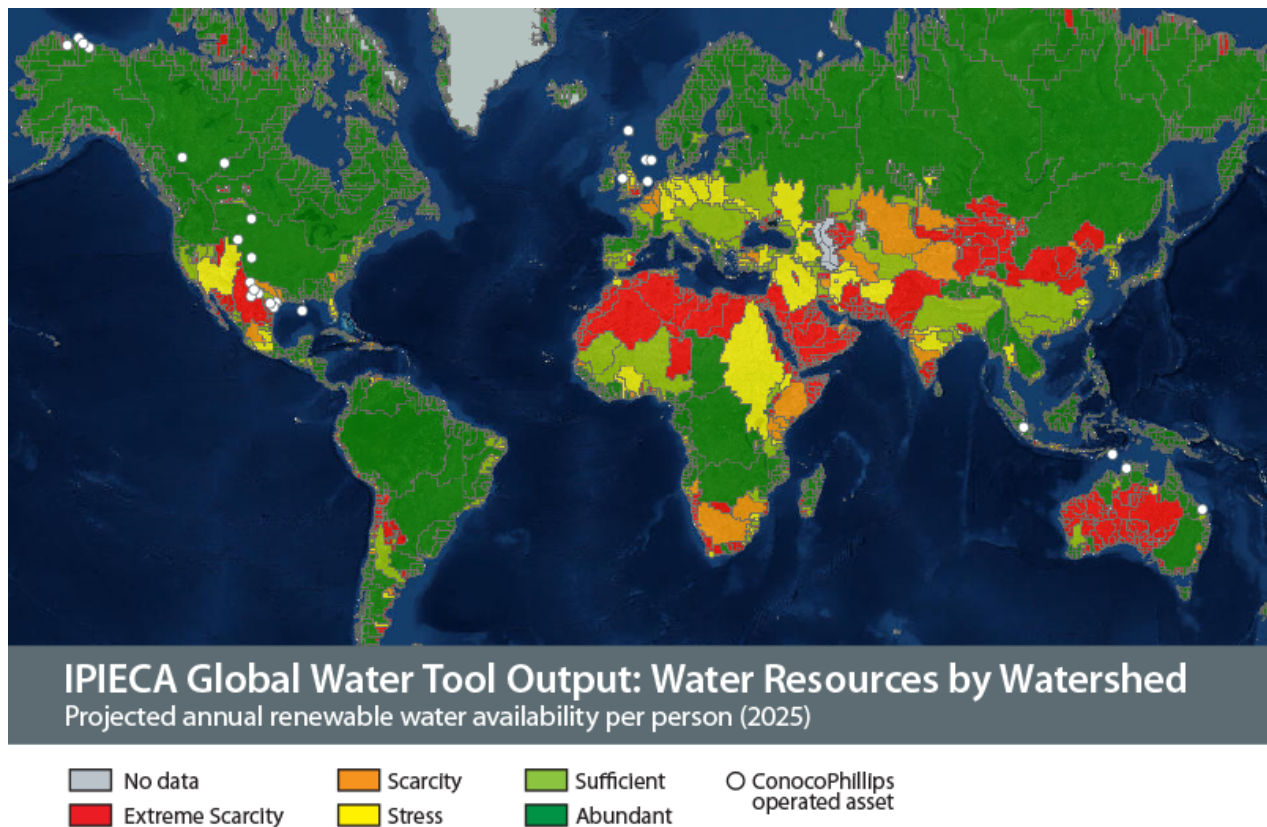 IPIECA Global Water Tool Output: Water Resources by Watershed
Projected annual renewable water availability per person (2025)
No data
Scarcity
Sufficient
ConocoPhillips
operated asset
Extreme Scarcity
Stress
Abundant